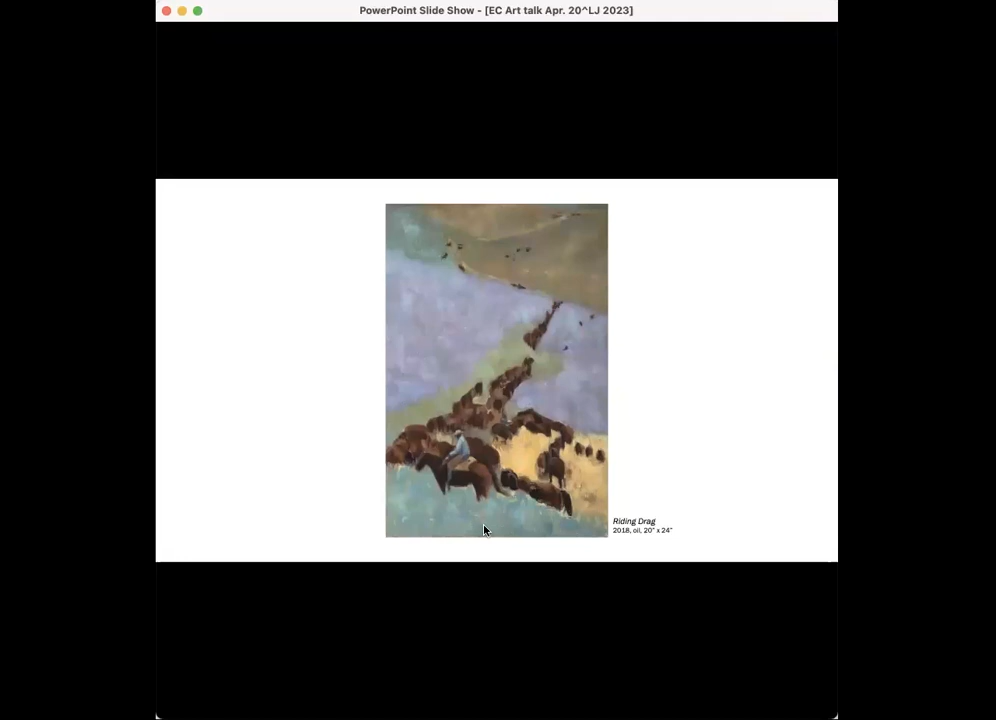 PowerPoint Slide Show - [EC Art talk Apr. 20^LJ 2023]
Riding Drag
2018, oil, 20" x 24"